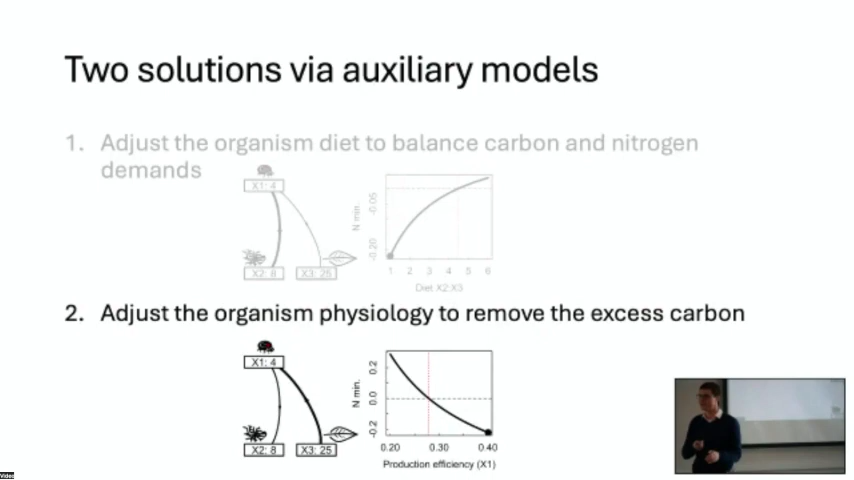 Two solutions via auxiliary models
1. Adjust the organism diet to balance carbon and nitrogen
demands
X1: 4
X2: 8
X3: 25
N min.
-0.05
-0.20
1 2 3 4 5 6
Diet X2:X3
2. Adjust the organism physiology to remove the excess carbon
X1: 4
X2: 8
X3: 25
N min.
0.2
0.0
-0.2
0.20 0.30 0.40
Production efficiency (X1)
Video